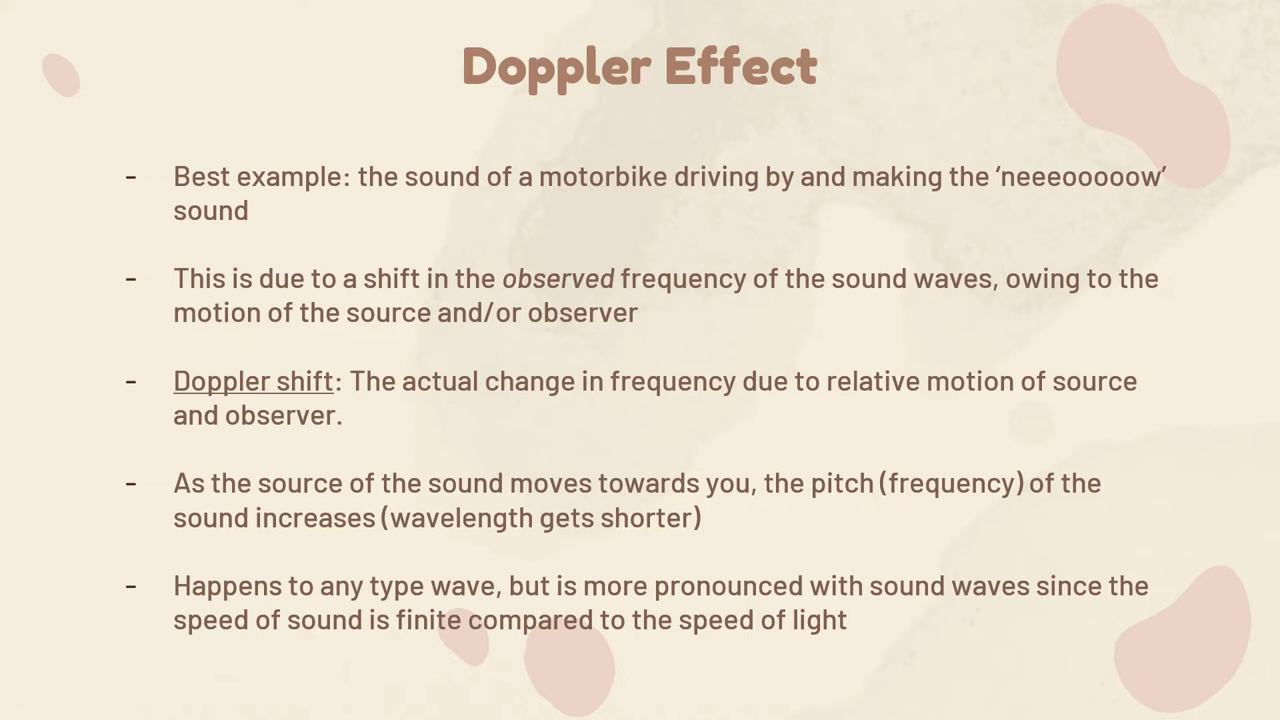 Doppler Effect
- Best example: the sound of a motorbike driving by and making the ‘neeeooooow’
sound
- This is due to a shift in the observed frequency of the sound waves, owing to the
motion of the source and/or observer
- Doppler shift: The actual change in frequency due to relative motion of source
and observer.
- As the source of the sound moves towards you, the pitch (frequency) of the
sound increases (wavelength gets shorter)
- Happens to any type wave, but is more pronounced with sound waves since the
speed of sound is finite compared to the speed of light